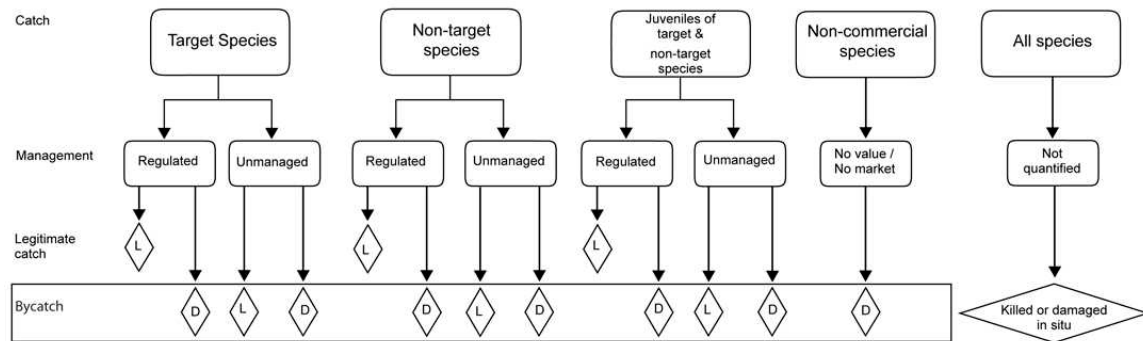 Catch
Target Species
Non-target
species
Juveniles of
target &
non-target
species
Non-commercial
species
All species
Management
Regulated
Unmanaged
Regulated
Unmanaged
Regulated
Unmanaged
No value /
No market
Not
quantified
Legitimate
catch
L
L
L
Bycatch
D
L
D
D
L
D
D
L
D
D
Killed or damaged
in situ